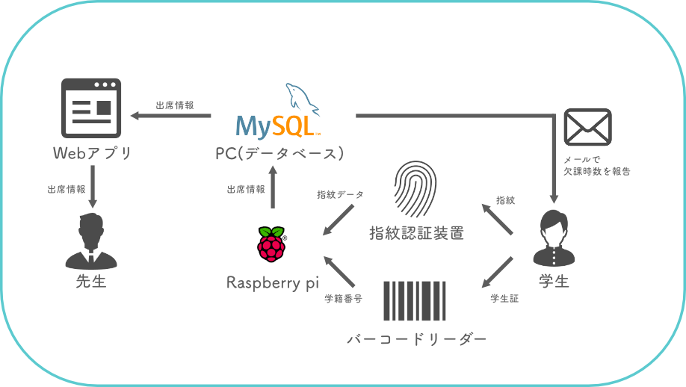 出席情報
MySQL
Webアプリ
PC(データベース)
メールで
欠課時数を報告
出席情報
出席情報
指紋データ
指紋
指紋認証装置
先生
Raspberry pi
学生
学籍番号
学生証
バーコードリーダー